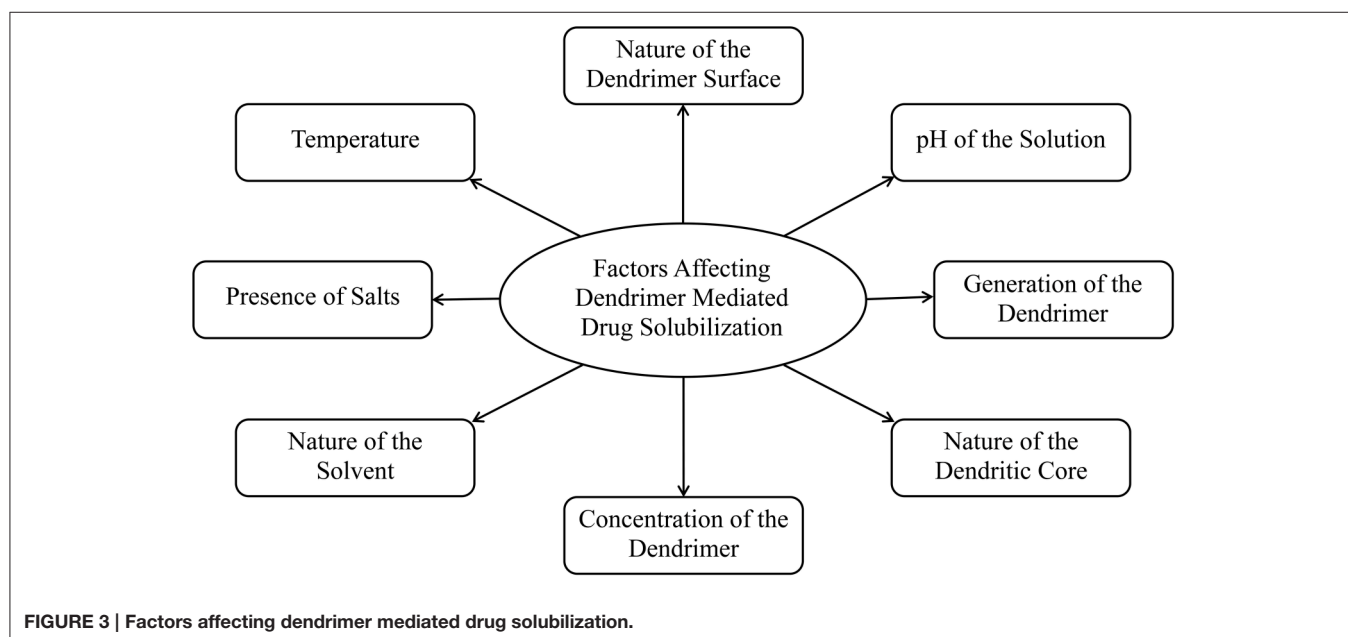 Nature of the
Dendrimer Surface
Temperature
pH of the Solution
Factors Affecting
Dendrimer Mediated
Drug Solubilization
Presence of Salts
Generation of the
Dendrimer
Nature of the
Solvent
Nature of the
Dendritic Core
Concentration of the
Dendrimer
FIGURE 3 | Factors affecting dendrimer mediated drug solubilization.